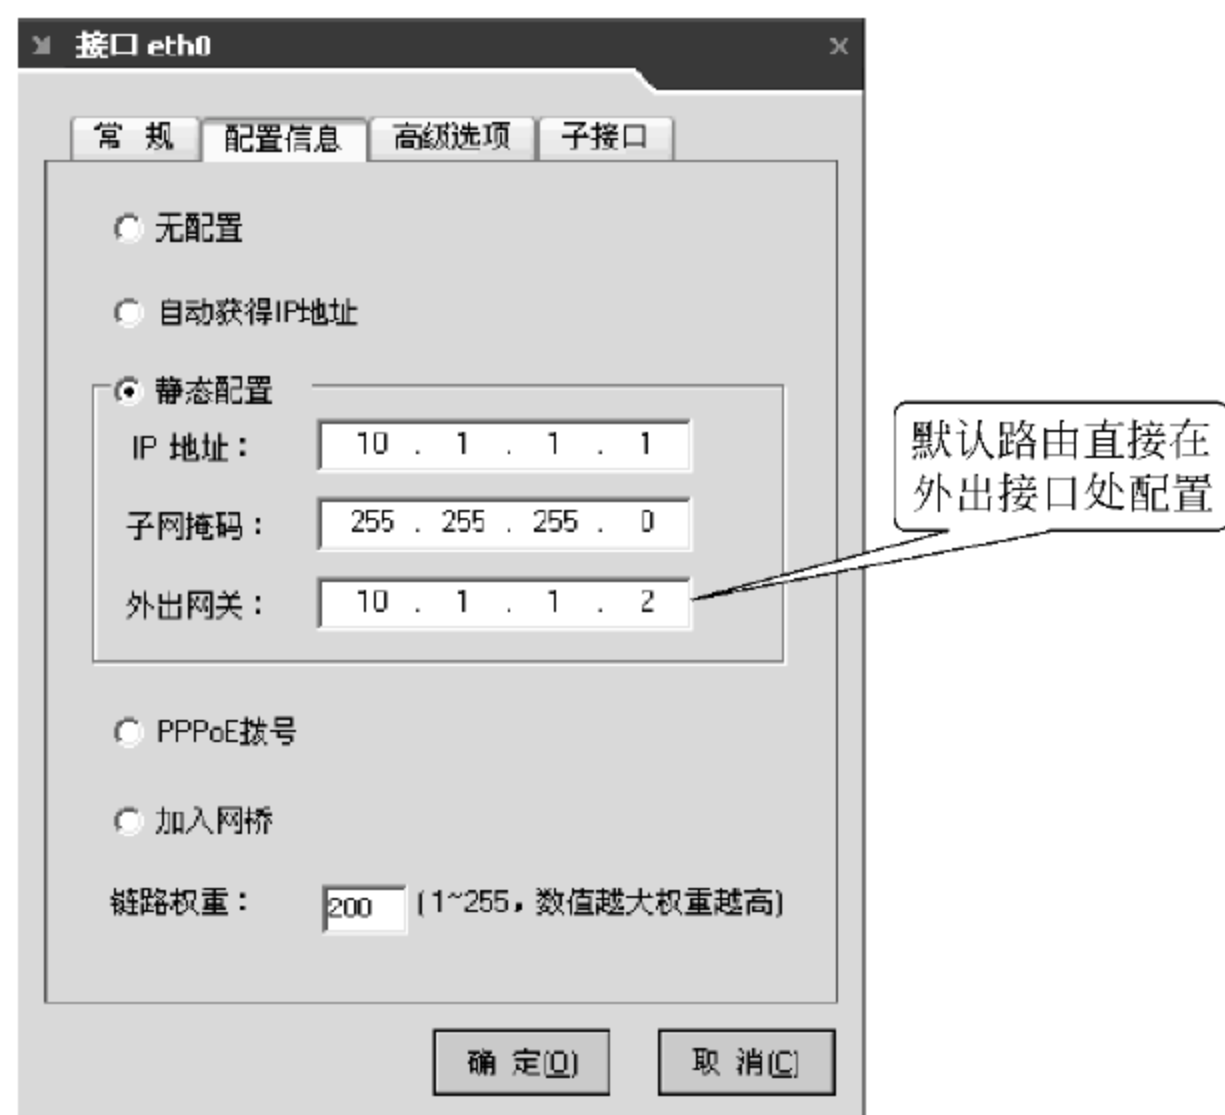 接口 eth0
常 规 配置信息 高级选项 子接口
无配置
自动获得IP地址
静态配置
IP 地址： 10 . 1 . 1 . 1
子网掩码： 255 . 255 . 255 . 0
外出网关： 10 . 1 . 1 . 2
默认路由直接在
外出接口处配置
PPPoE拨号
加入网桥
链路权重： 200 (1~255，数值越大权重越高)
确 定(O) 取 消(C)